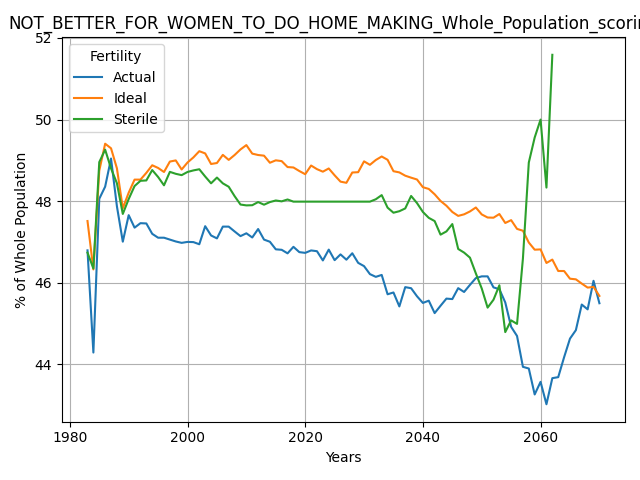 NOT_BETTER_FOR_WOMEN_TO_DO_HOME_MAKING_Whole_Population_scorin
52
50
48
46
44
% of Whole Population
Fertility
Actual
Ideal
Sterile
1980
2000
2020
2040
2060
Years